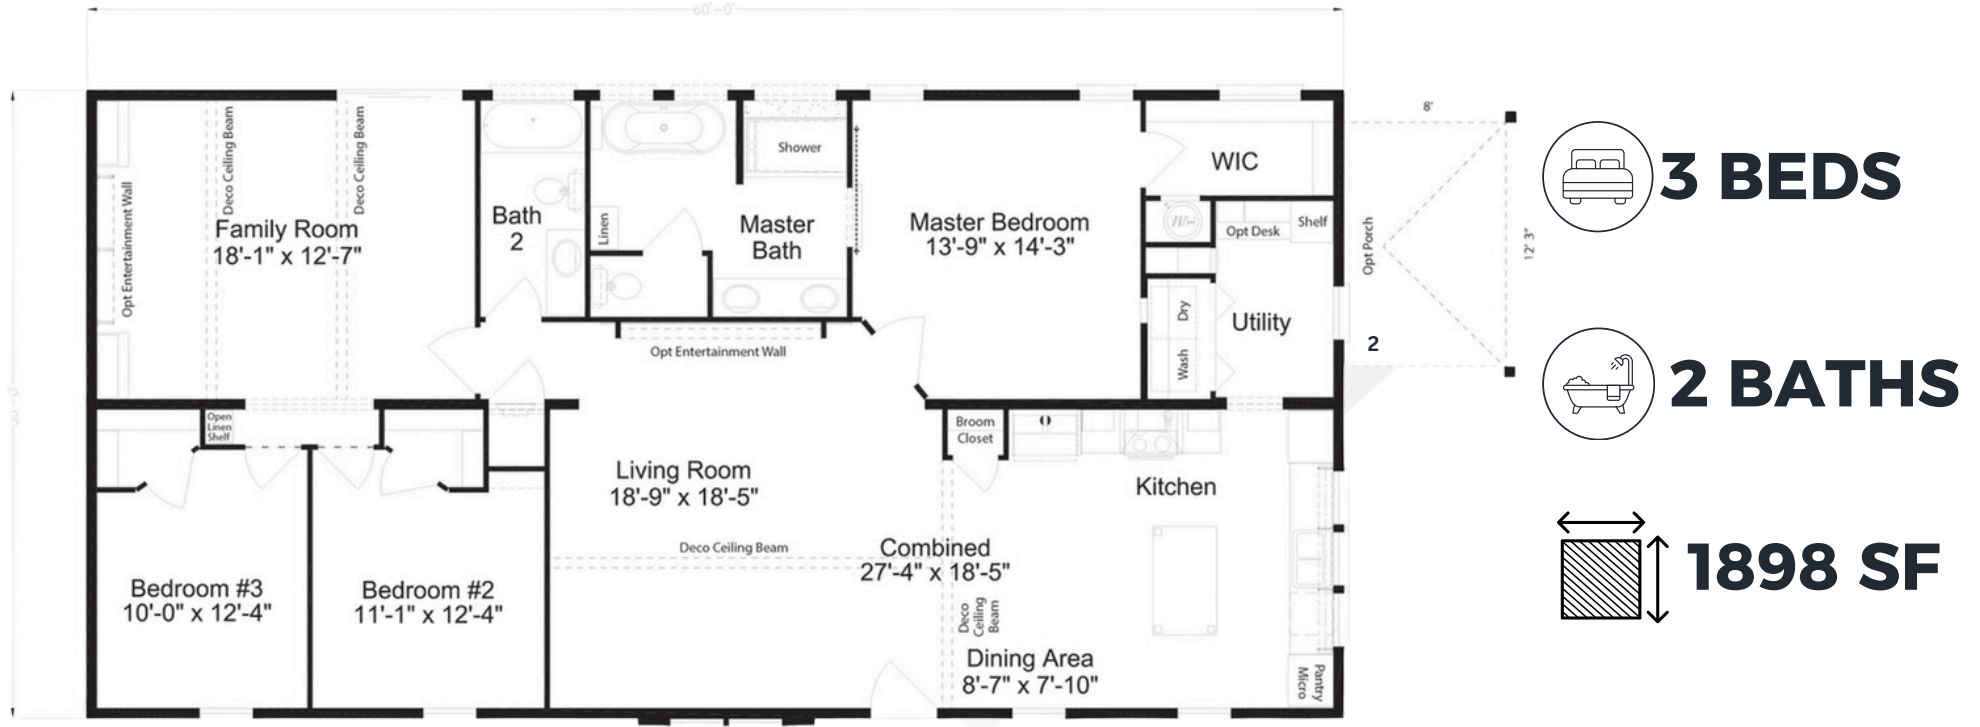 60'-0"
Deco Ceiling Beam
Deco Ceiling Beam
Opt Entertainment Wall
Family Room
18'-1" x 12'-7"
Bath
2
Linen
Shower
Master
Bath
Master Bedroom
13'-9" x 14'-3"
WIC
Opt Desk
Shelf
Utility
Dry
Wash
8'
Opt Porch
12' 3"
2
Opt Entertainment Wall
Open
Linen
Shelf
Broom
Closet
Living Room
18'-9" x 18'-5"
Kitchen
Deco Ceiling Beam
Combined
27'-4" x 18'-5"
Deco
Ceiling
Beam
Bedroom #3
10'-0" x 12'-4"
Bedroom #2
11'-1" x 12'-4"
Dining Area
8'-7" x 7'-10"
Pantry
Micro
3 BEDS
2 BATHS
1898 SF